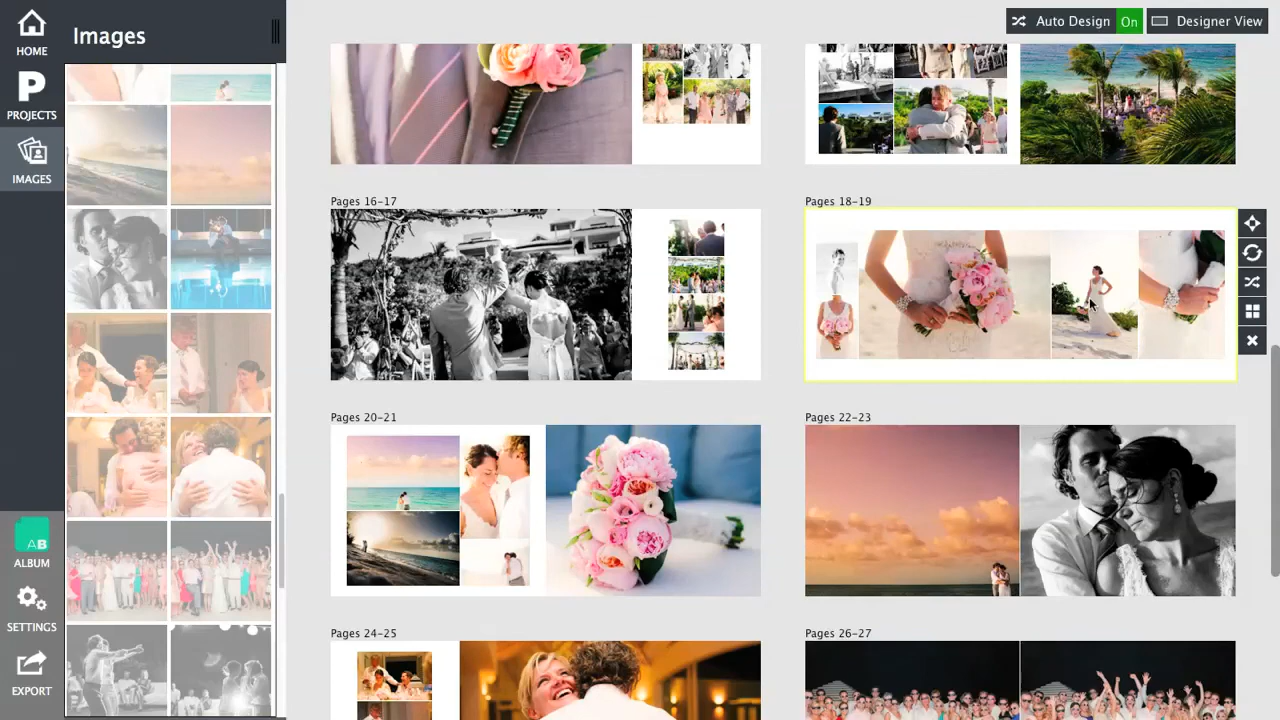 Images
Auto Design
On
Designer View
HOME
P
PROJECTS
IMAGES
Pages 16-17
Pages 18-19
Pages 20-21
Pages 22-23
AB
ALBUM
SETTINGS
Pages 24-25
Pages 26-27
EXPORT